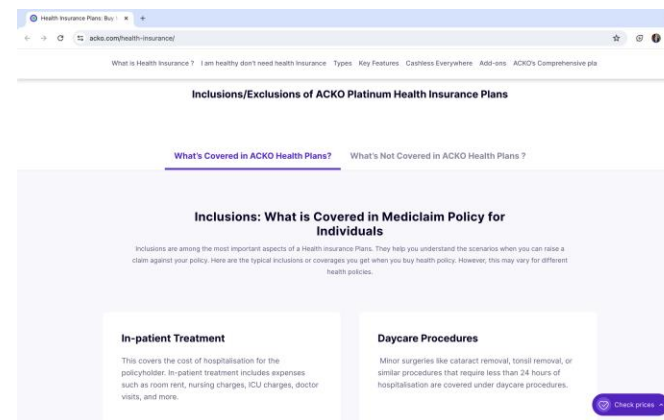 Health Insurance Plans: Buy
acko.com/health-insurance/
What is Health Insurance ? I am healthy don't need health insurance Types Key Features Cashless Everywhere Add-ons ACKO's Comprehensive pla
Inclusions/Exclusions of ACKO Platinum Health Insurance Plans
What's Covered in ACKO Health Plans? What's Not Covered in ACKO Health Plans ?
Inclusions: What is Covered in Mediclaim Policy for
Individuals
Inclusions are among the most important aspects of a Health Insurance Plans. They help you understand the scenarios when you can raise a
claim against your policy. Here are the typical inclusions or coverages you get when you buy health policy. However, this may vary for different
health policies.
In-patient Treatment
This covers the cost of hospitalisation for the
policyholder. In-patient treatment includes expenses
such as room rent, nursing charges, ICU charges, doctor
visits, and more.
Daycare Procedures
Minor surgeries like cataract removal, tonsil removal, or
similar procedures that require less than 24 hours of
hospitalisation are covered under daycare procedures.
Check prices